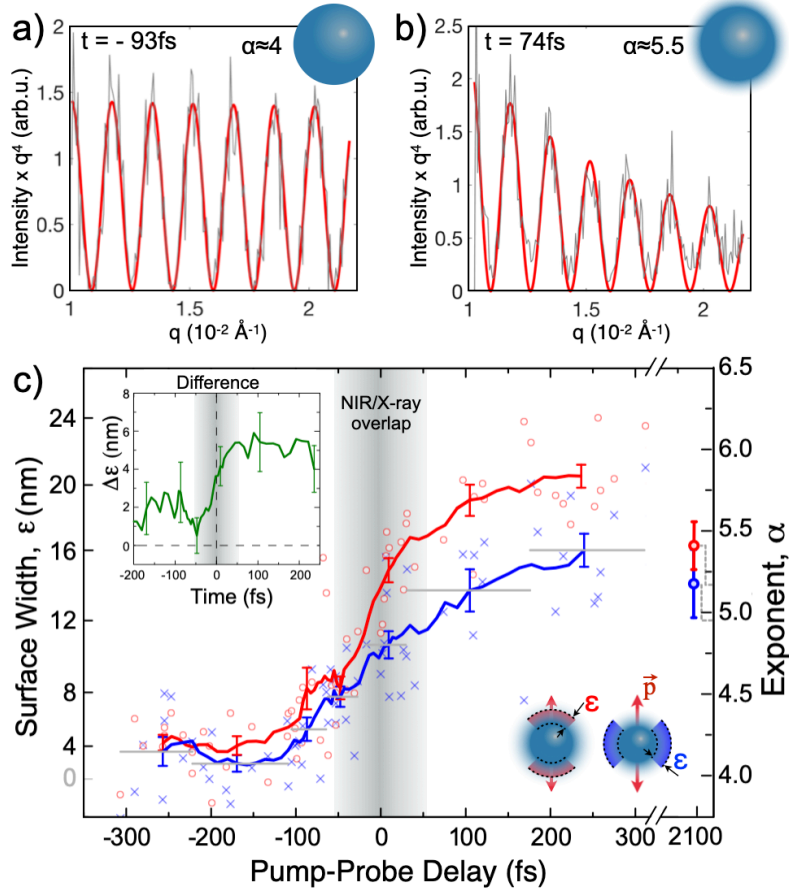 a)
t = - 93fs
α≈4
Intensity x q⁴ (arb.u.)
2
1.5
1
0.5
0
1
1.5
2
q (10⁻² Å⁻¹)
b)
t = 74fs
α≈5.5
Intensity x q⁴ (arb.u.)
2.5
2
1.5
1
0.5
0
1
1.5
2
q (10⁻² Å⁻¹)
c)
Difference
Δε (nm)
8
6
4
2
0
-200
-100
0
100
200
Time (fs)
NIR/X-ray
overlap
Surface Width, ε (nm)
24
20
16
12
8
4
0
6.5
6.0
5.5
5.0
4.5
4.0
Exponent, α
ε
p⃗
ε
-300
-200
-100
0
100
200
300
2100
Pump-Probe Delay (fs)